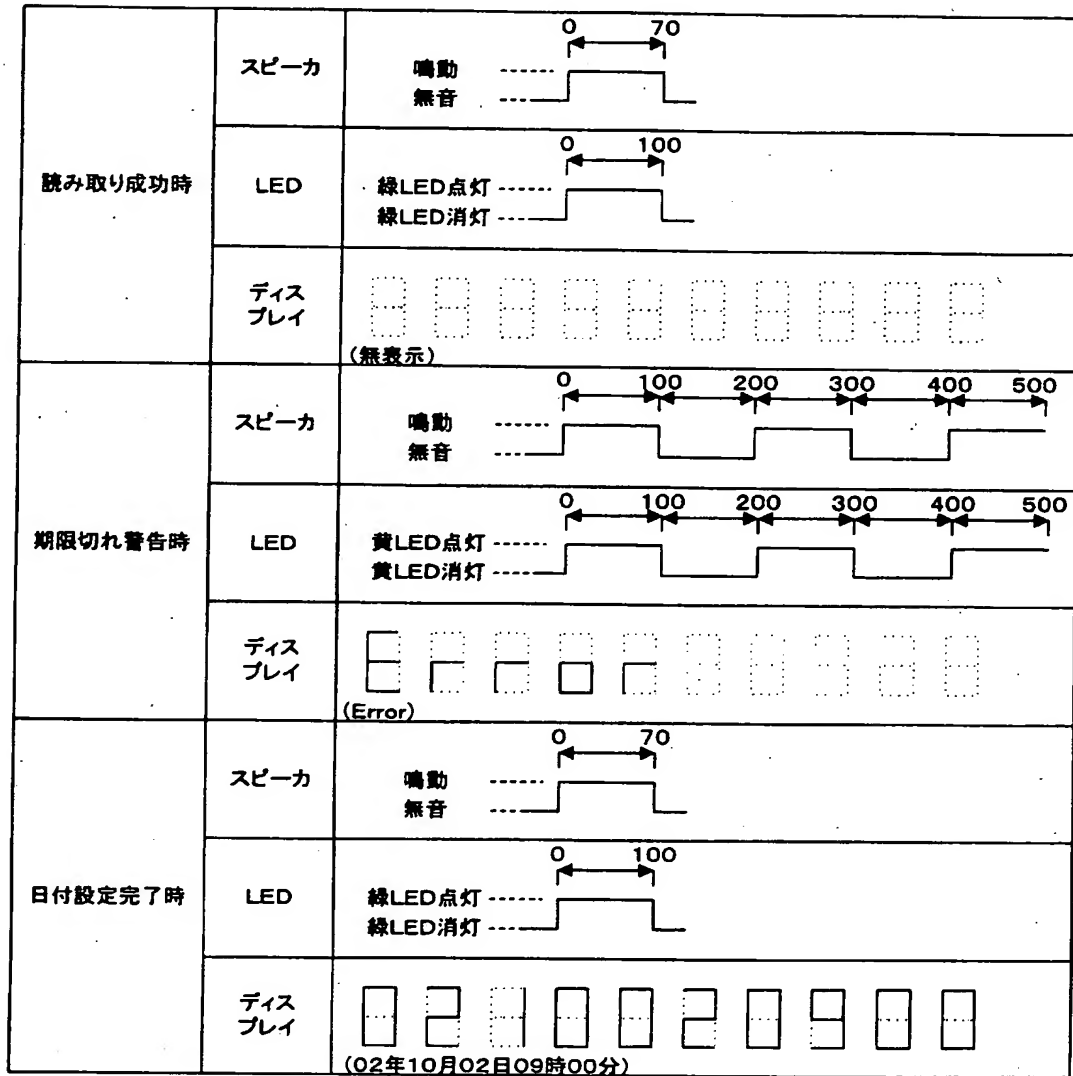 読み取り成功時
スピーカ
0 70
鳴動
無音
LED
0 100
緑LED点灯
緑LED消灯
ディス
プレイ
(無表示)
期限切れ警告時
スピーカ
0 100 200 300 400 500
鳴動
無音
LED
0 100 200 300 400 500
黄LED点灯
黄LED消灯
ディス
プレイ
Error
(Error)
日付設定完了時
スピーカ
0 70
鳴動
無音
LED
0 100
緑LED点灯
緑LED消灯
ディス
プレイ
0210020900
(02年10月02日09時00分)